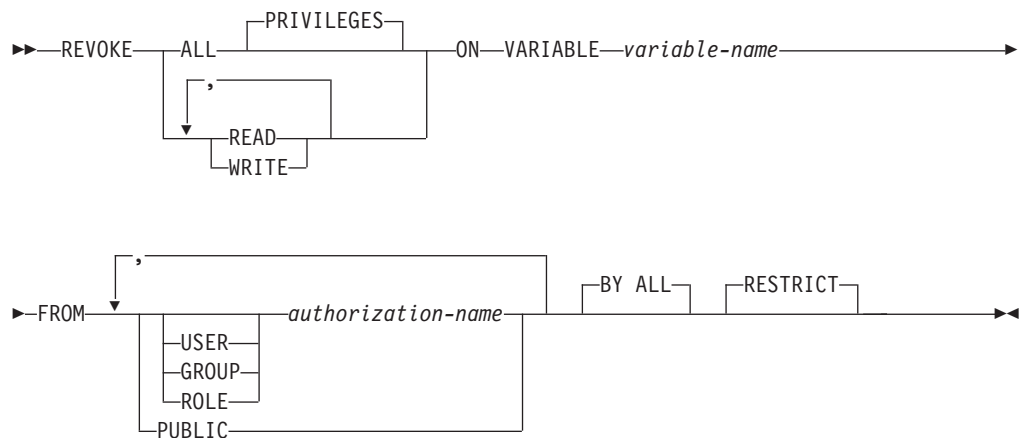 PRIVILEGES
REVOKE ALL ON VARIABLE variable-name
,
READ
WRITE
,
BY ALL RESTRICT
FROM authorization-name
USER
GROUP
ROLE
PUBLIC